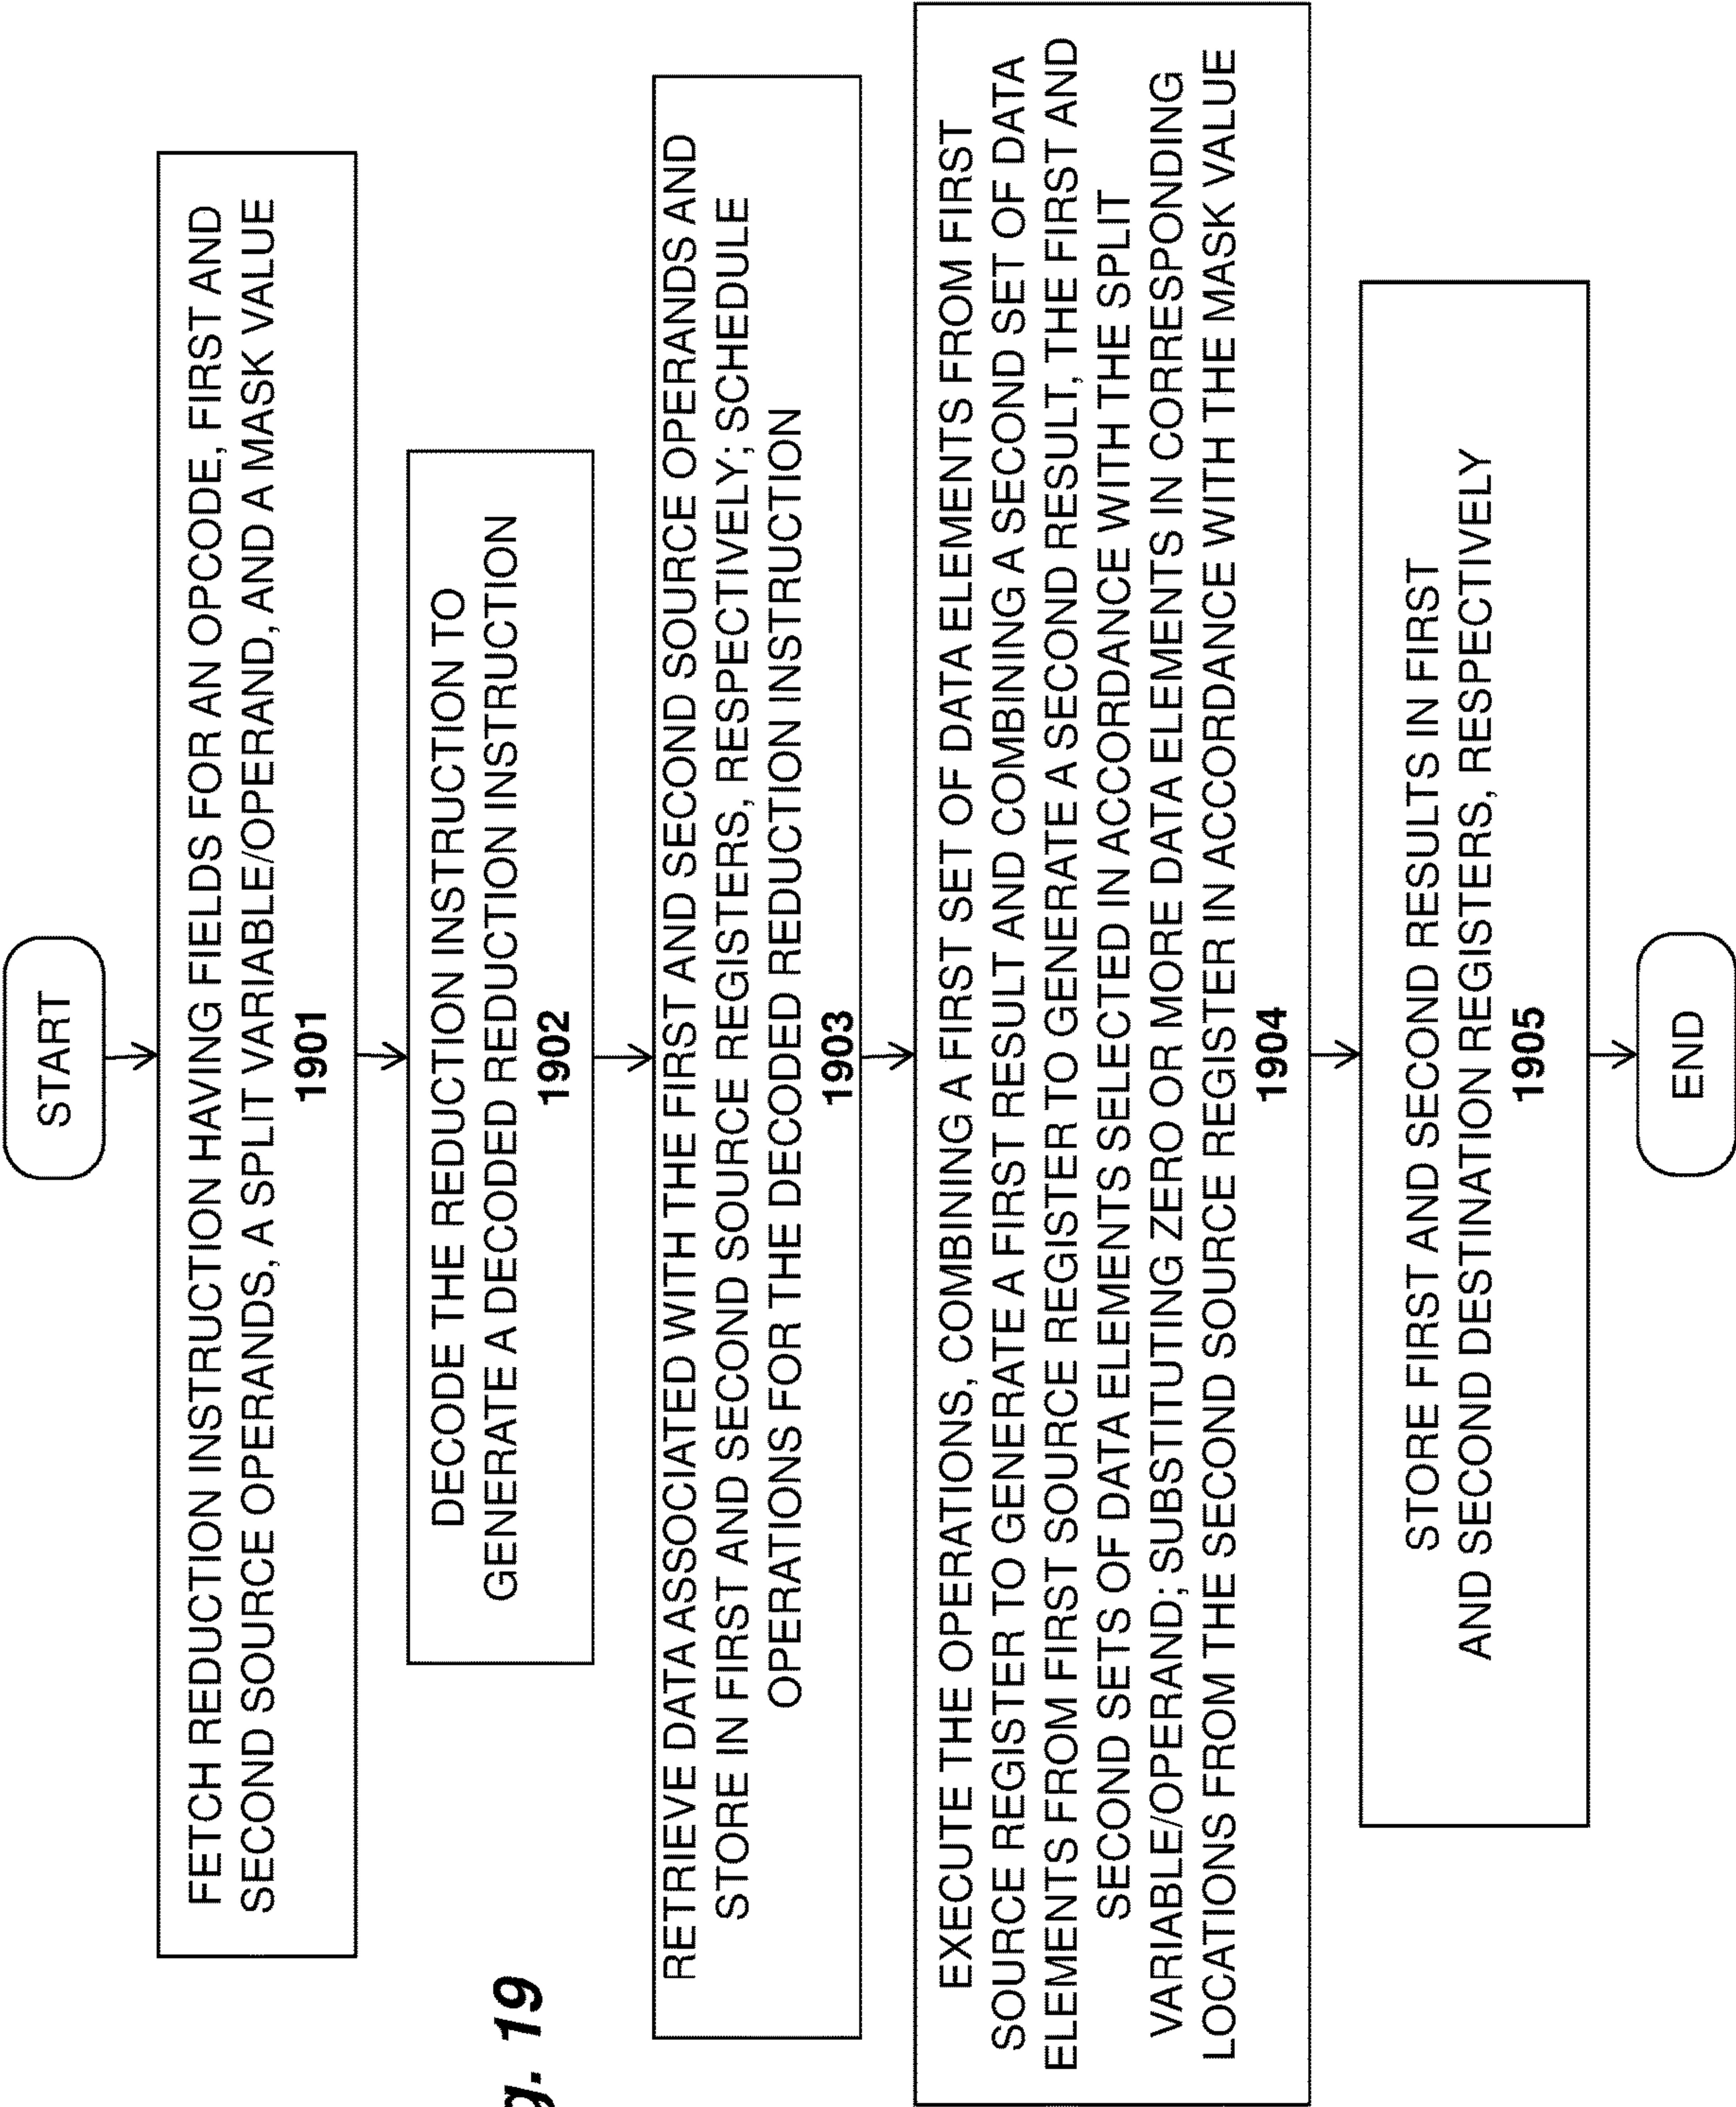 START
FETCH REDUCTION INSTRUCTION HAVING FIELDS FOR AN OPCODE, FIRST AND
SECOND SOURCE OPERANDS, A SPLIT VARIABLE/OPERAND, AND A MASK VALUE
1901
DECODE THE REDUCTION INSTRUCTION TO
GENERATE A DECODED REDUCTION INSTRUCTION
1902
RETRIEVE DATA ASSOCIATED WITH THE FIRST AND SECOND SOURCE OPERANDS AND
STORE IN FIRST AND SECOND SOURCE REGISTERS, RESPECTIVELY; SCHEDULE
OPERATIONS FOR THE DECODED REDUCTION INSTRUCTION
1903
EXECUTE THE OPERATIONS, COMBINING A FIRST SET OF DATA ELEMENTS FROM FIRST
SOURCE REGISTER TO GENERATE A FIRST RESULT AND COMBINING A SECOND SET OF DATA
ELEMENTS FROM FIRST SOURCE REGISTER TO GENERATE A SECOND RESULT, THE FIRST AND
SECOND SETS OF DATA ELEMENTS SELECTED IN ACCORDANCE WITH THE SPLIT
VARIABLE/OPERAND; SUBSTITUTING ZERO OR MORE DATA ELEMENTS IN CORRESPONDING
LOCATIONS FROM THE SECOND SOURCE REGISTER IN ACCORDANCE WITH THE MASK VALUE
1904
STORE FIRST AND SECOND RESULTS IN FIRST
AND SECOND DESTINATION REGISTERS, RESPECTIVELY
1905
END
g. 19